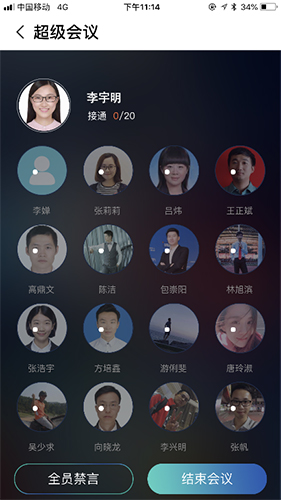 中国移动 4G 下午11:14 34%
超级会议
李宇明
接通 0/20
李婵 张莉莉 吕炜 王正斌
高鼎文 陈洁 包崇阳 林旭滨
张浩宇 方培鑫 游俐斐 唐玲淑
吴少求 向晓龙 李兴明 张帆
全员禁言 结束会议